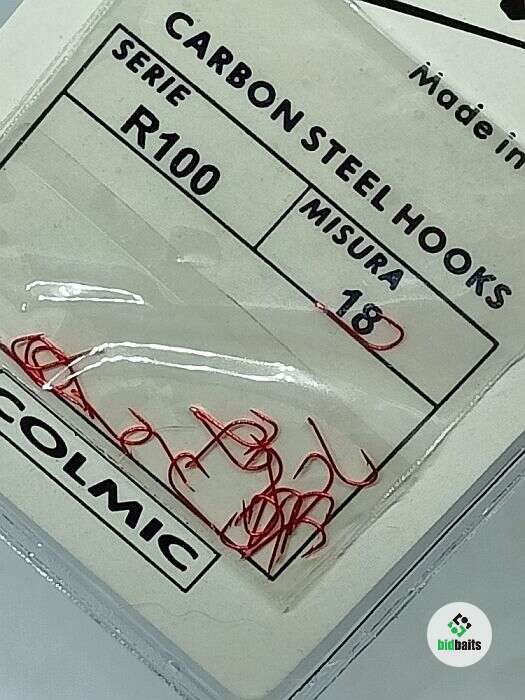 CARBON STEEL HOOKS
Made in
SERIE
R100
MISURA
18
COLMIC
bidbaits